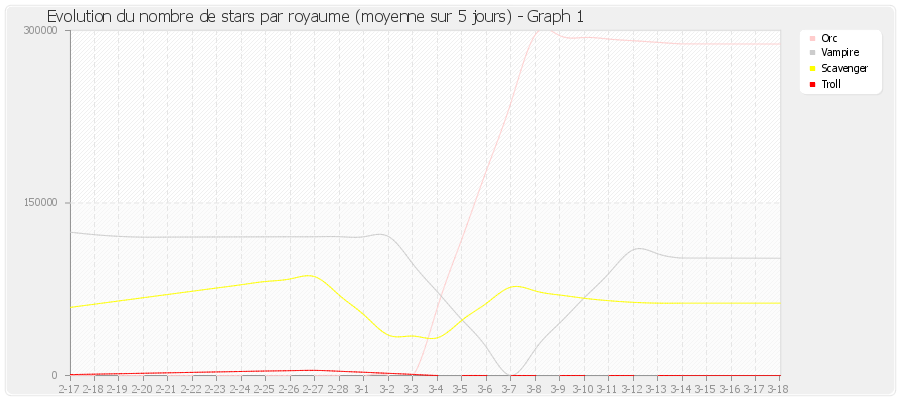 Evolution du nombre de stars par royaume (moyenne sur 5 jours) - Graph 1
300000
150000
0
2-17 2-18 2-19 2-20 2-21 2-22 2-23 2-24 2-25 2-26 2-27 2-28 3-1 3-2 3-3 3-4 3-5 3-6 3-7 3-8 3-9 3-10 3-11 3-12 3-13 3-14 3-15 3-16 3-17 3-18
Orc
Vampire
Scavenger
Troll